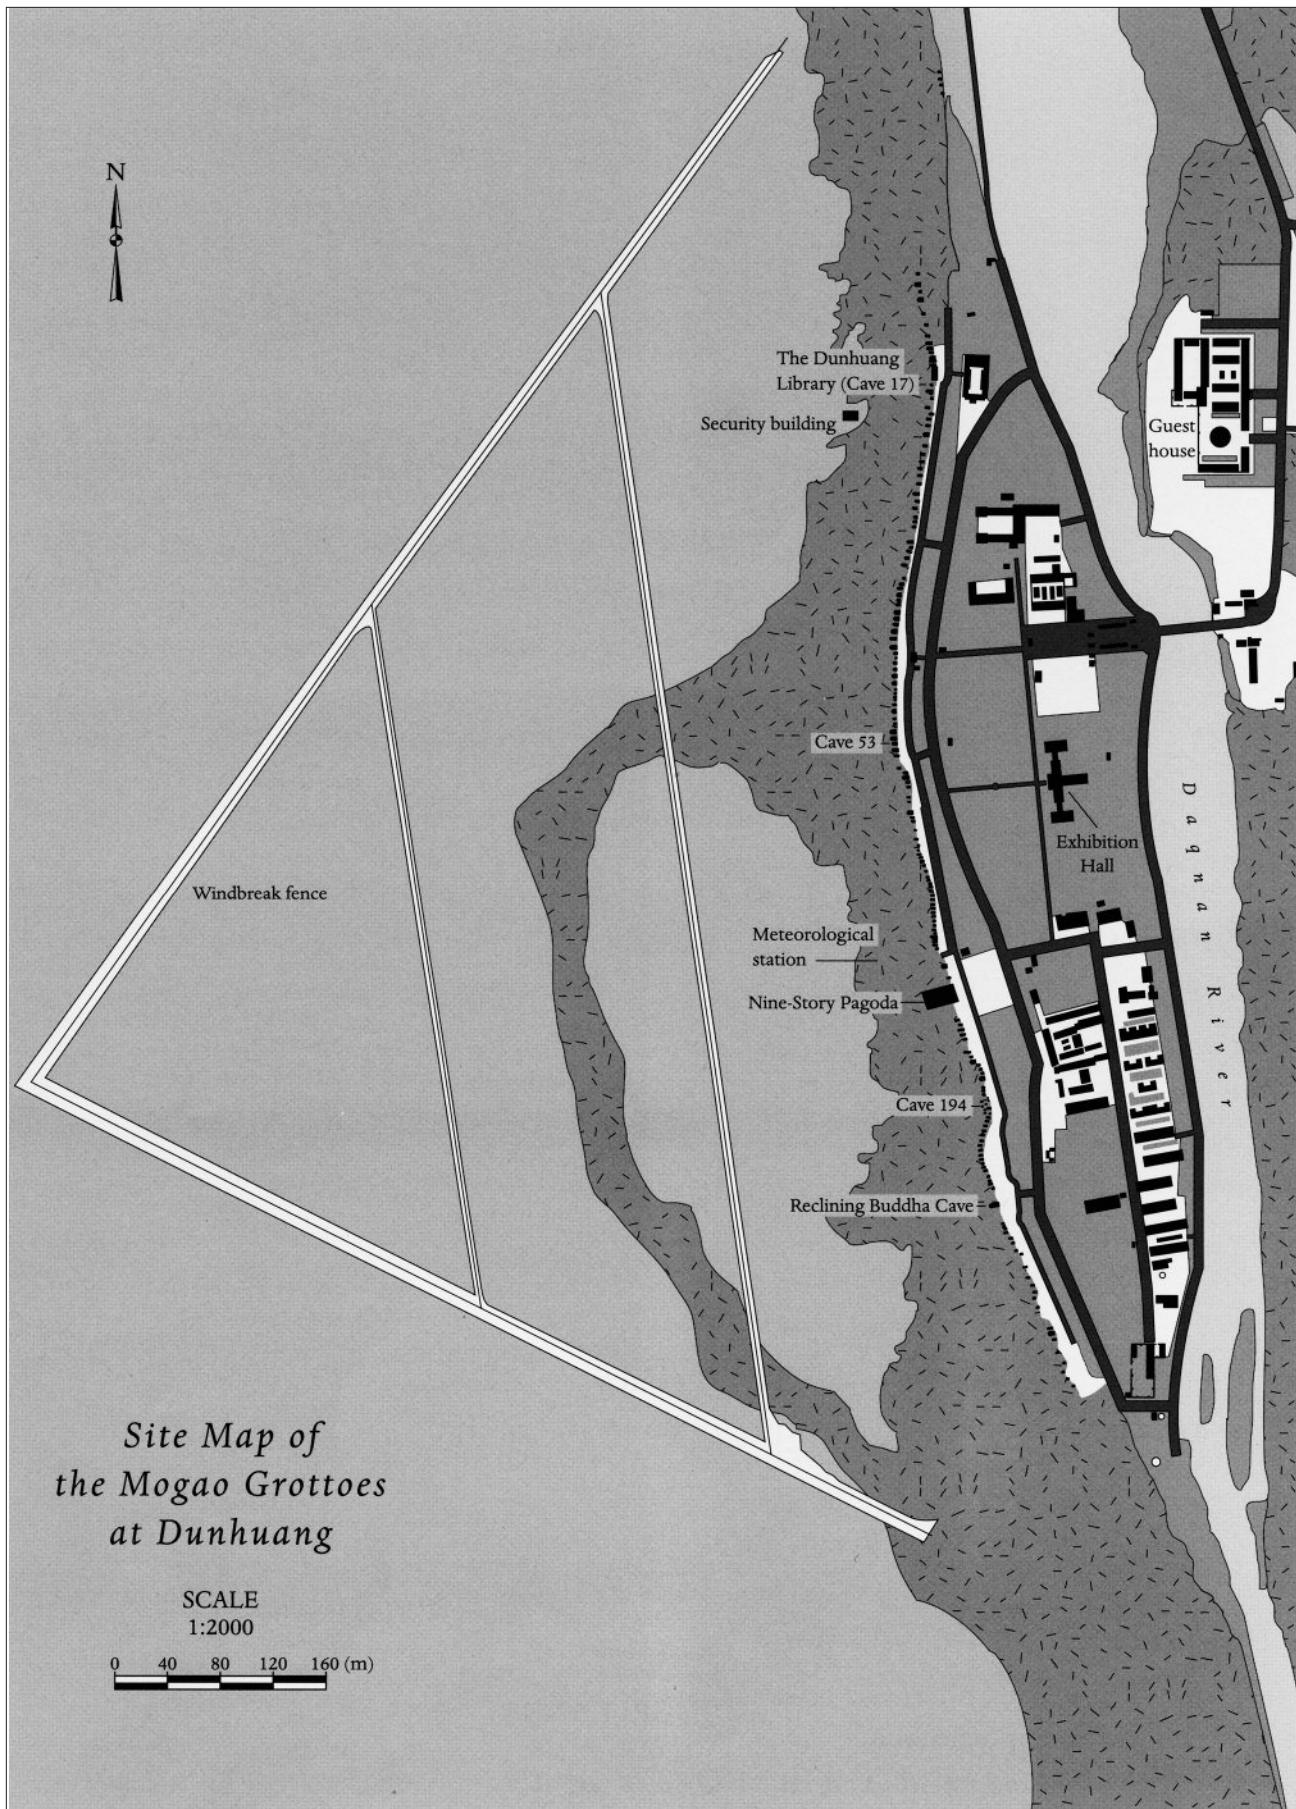 N
The Dunhuang
Library (Cave 17)
Security building
Guest
house
Cave 53
Daqnan River
Exhibition
Hall
Windbreak fence
Meteorological
station
Nine-Story Pagoda
Cave 194
Reclining Buddha Cave
Site Map of
the Mogao Grottoes
at Dunhuang
SCALE
1:2000
0 40 80 120 160 (m)